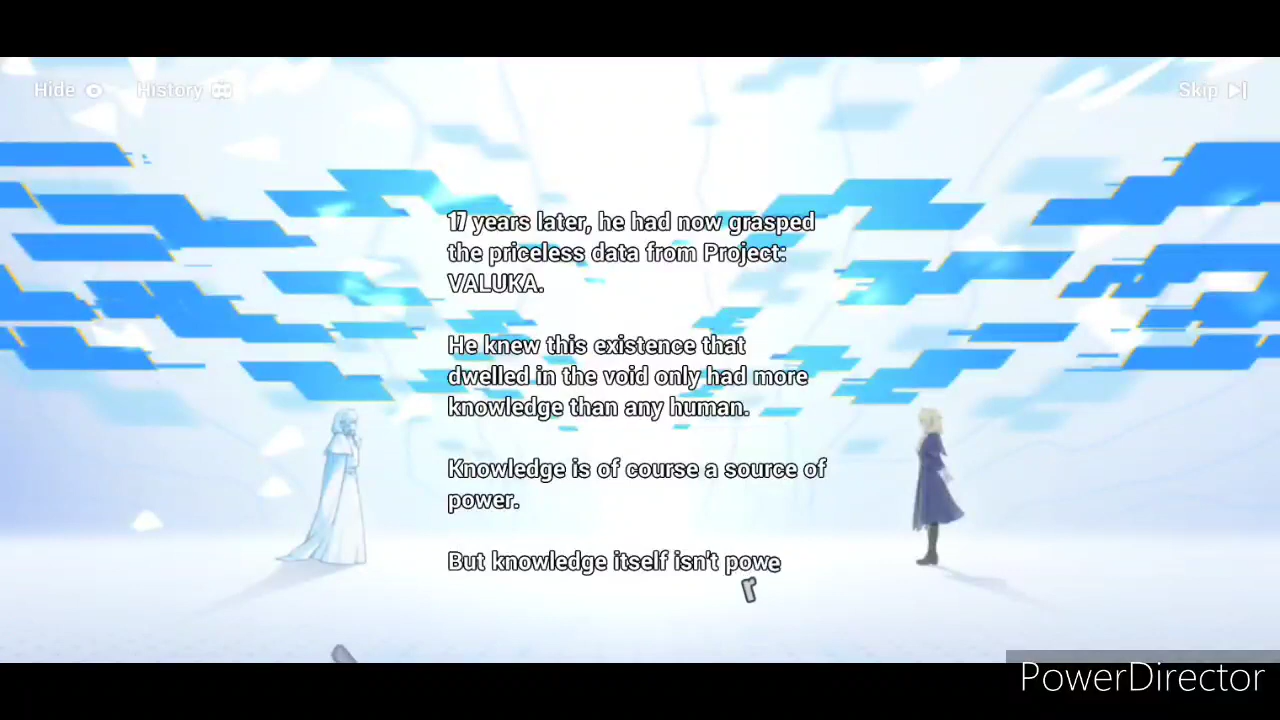 Hide
History
Skip
17 years later, he had now grasped
the priceless data from Project:
VALUKA.
He knew this existence that
dwelled in the void only had more
knowledge than any human.
Knowledge is of course a source of
power.
But knowledge itself isn't power
PowerDirector